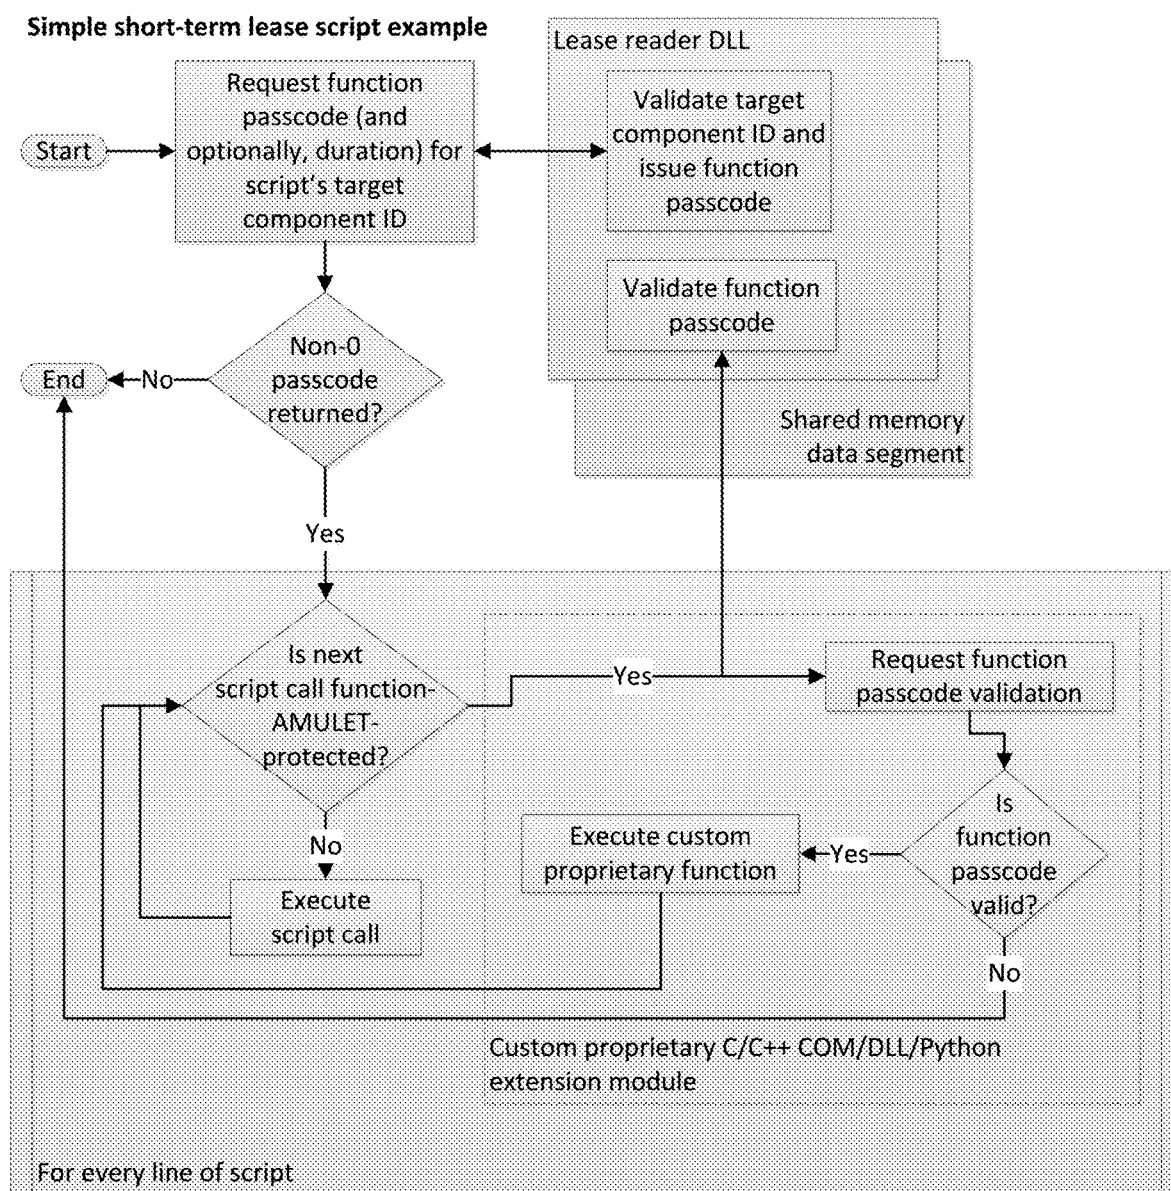 Simple short-term lease script example
Lease reader DLL
Request function
passcode (and
optionally, duration) for
script's target
component ID
Validate target
component ID and
issue function
passcode
Start
Validate function
passcode
Non-0
passcode
returned?
End
No
Shared memory
data segment
Yes
Is next
script call function-
AMULET-
protected?
Yes
Request function
passcode validation
No
Is
function
passcode
valid?
Yes
Execute custom
proprietary function
Execute
script call
No
Custom proprietary C/C++ COM/DLL/Python
extension module
For every line of script